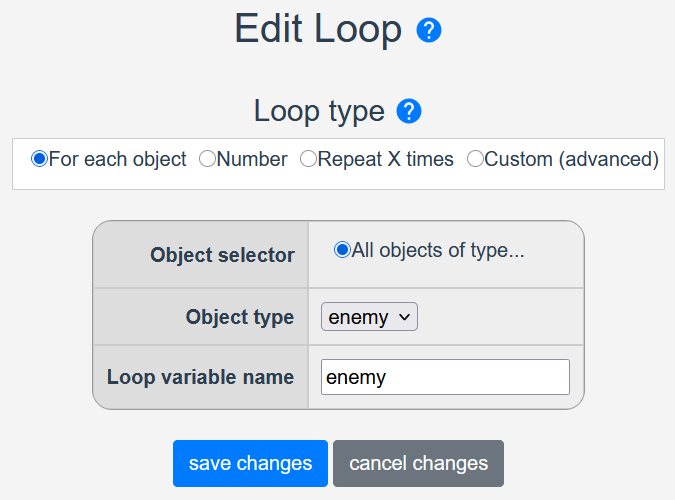 Edit Loop ?
Loop type ?
For each object Number Repeat X times Custom (advanced)
Object selector All objects of type...
Object type enemy
Loop variable name enemy
save changes cancel changes